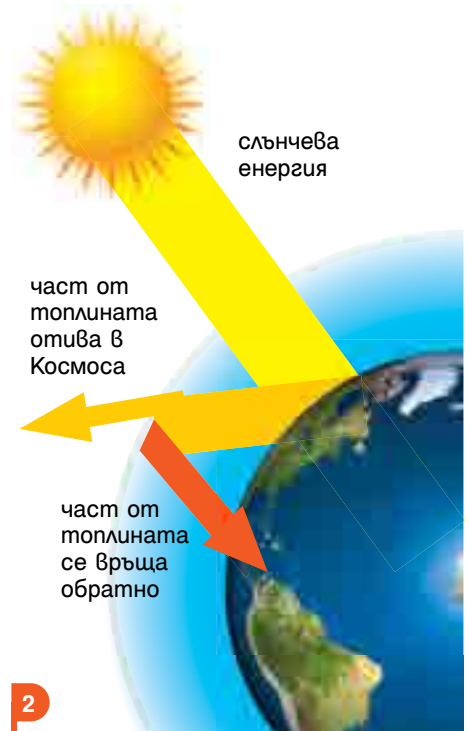 слънчева
енергия
част от
топлината
отива в
Космоса
част от
топлината
се връща
обратно
2